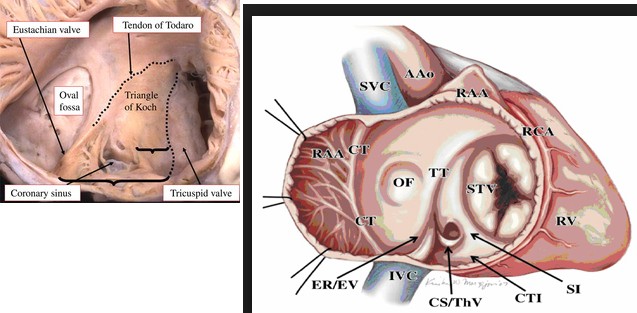 Eustachian valve
Tendon of Todaro
Oval
fossa
Triangle
of Koch
Coronary sinus
Tricuspid valve
SVC
AAo
RAA
RCA
RAA
CT
OF
TT
STV
CT
RV
IVC
ER/EV
CS/ThV
CTI
SI